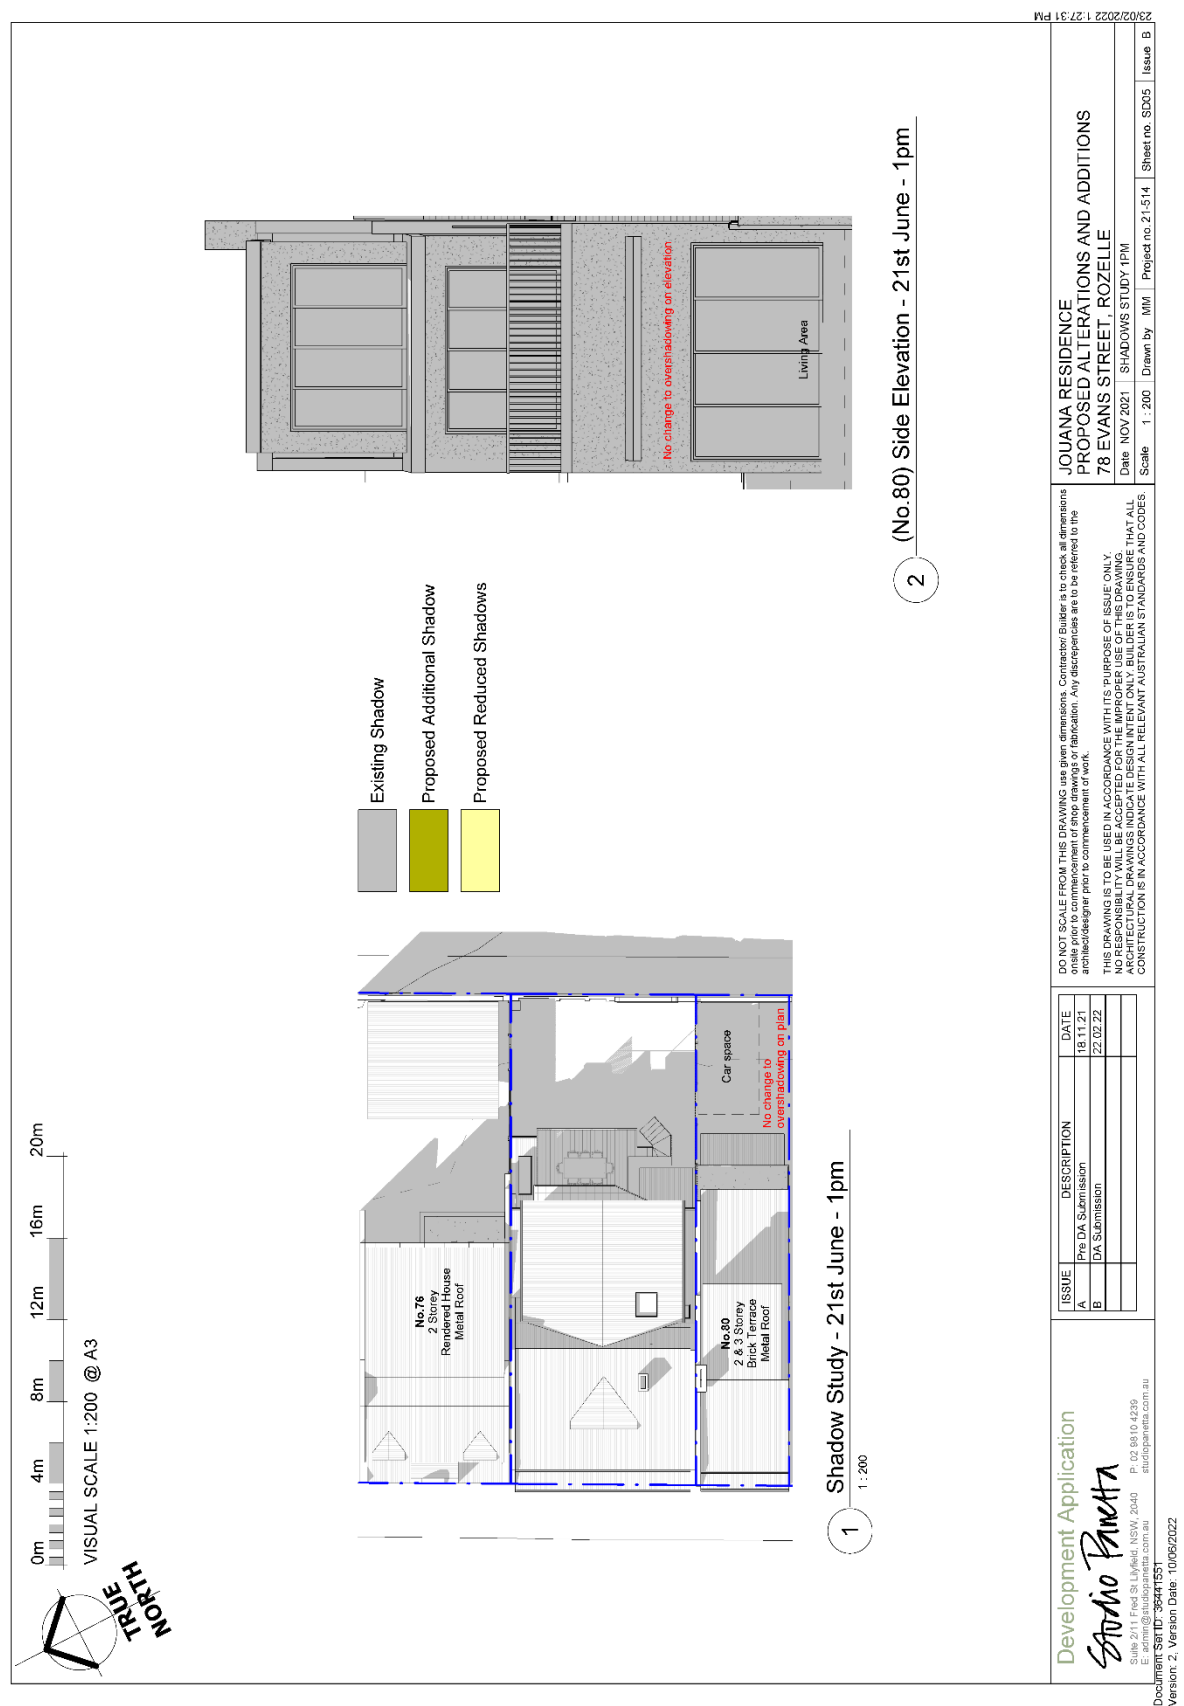 23/02/2022 1:27:31 PM
TRUE
NORTH
0m 4m 8m 12m 16m 20m
VISUAL SCALE 1:200 @ A3
Existing Shadow
Proposed Additional Shadow
Proposed Reduced Shadows
No.76
2 Storey
Rendered House
Metal Roof
No.80
2 & 3 Storey
Brick Terrace
Metal Roof
Car space
No change to
overshadowing on plan
1
Shadow Study - 21st June - 1pm
1 : 200
No change to overshadowing on elevation
Living Area
2
(No.80) Side Elevation - 21st June - 1pm
Development Application
Studio Panetta
Suite 2/11 Fred St Lilyfield, NSW, 2040 P: 02 9810 4239
E: admin@studiopanetta.com.au studiopanetta.com.au
ISSUE DESCRIPTION DATE
A Pre DA Submission 18.11.21
B DA Submission 22.02.22
DO NOT SCALE FROM THIS DRAWING use given dimensions. Contractor/ Builder is to check all dimensions
onsite prior to commencement of shop drawings or fabrication. Any discrepencies are to be referred to the
architect/designer prior to commencement of work.
THIS DRAWING IS TO BE USED IN ACCORDANCE WITH ITS 'PURPOSE OF ISSUE' ONLY.
NO RESPONSIBILITY WILL BE ACCEPTED FOR THE IMPROPER USE OF THIS DRAWING.
ARCHITECTURAL DRAWINGS INDICATE DESIGN INTENT ONLY. BUILDER IS TO ENSURE THAT ALL
CONSTRUCTION IS IN ACCORDANCE WITH ALL RELEVANT AUSTRALIAN STANDARDS AND CODES.
JOUANA RESIDENCE
PROPOSED ALTERATIONS AND ADDITIONS
78 EVANS STREET, ROZELLE
Date NOV 2021 SHADOWS STUDY 1PM
Scale 1 : 200 Drawn by MM Project no. 21-514 Sheet no. SD05 Issue B
Document Set ID: 36441551
Version: 2, Version Date: 10/06/2022